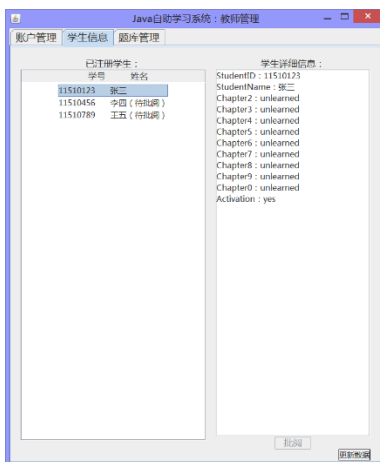 Java自助学习系统：教师管理
账户管理 学生信息 题库管理
已注册学生：
学号 姓名
11510123 张三
11510456 李四（待批阅）
11510789 王五（待批阅）
学生详细信息：
StudentID：11510123
StudentName：张三
Chapter2：unlearned
Chapter3：unlearned
Chapter4：unlearned
Chapter5：unlearned
Chapter6：unlearned
Chapter7：unlearned
Chapter8：unlearned
Chapter9：unlearned
Chapter0：unlearned
Activation：yes
批阅
更新数据